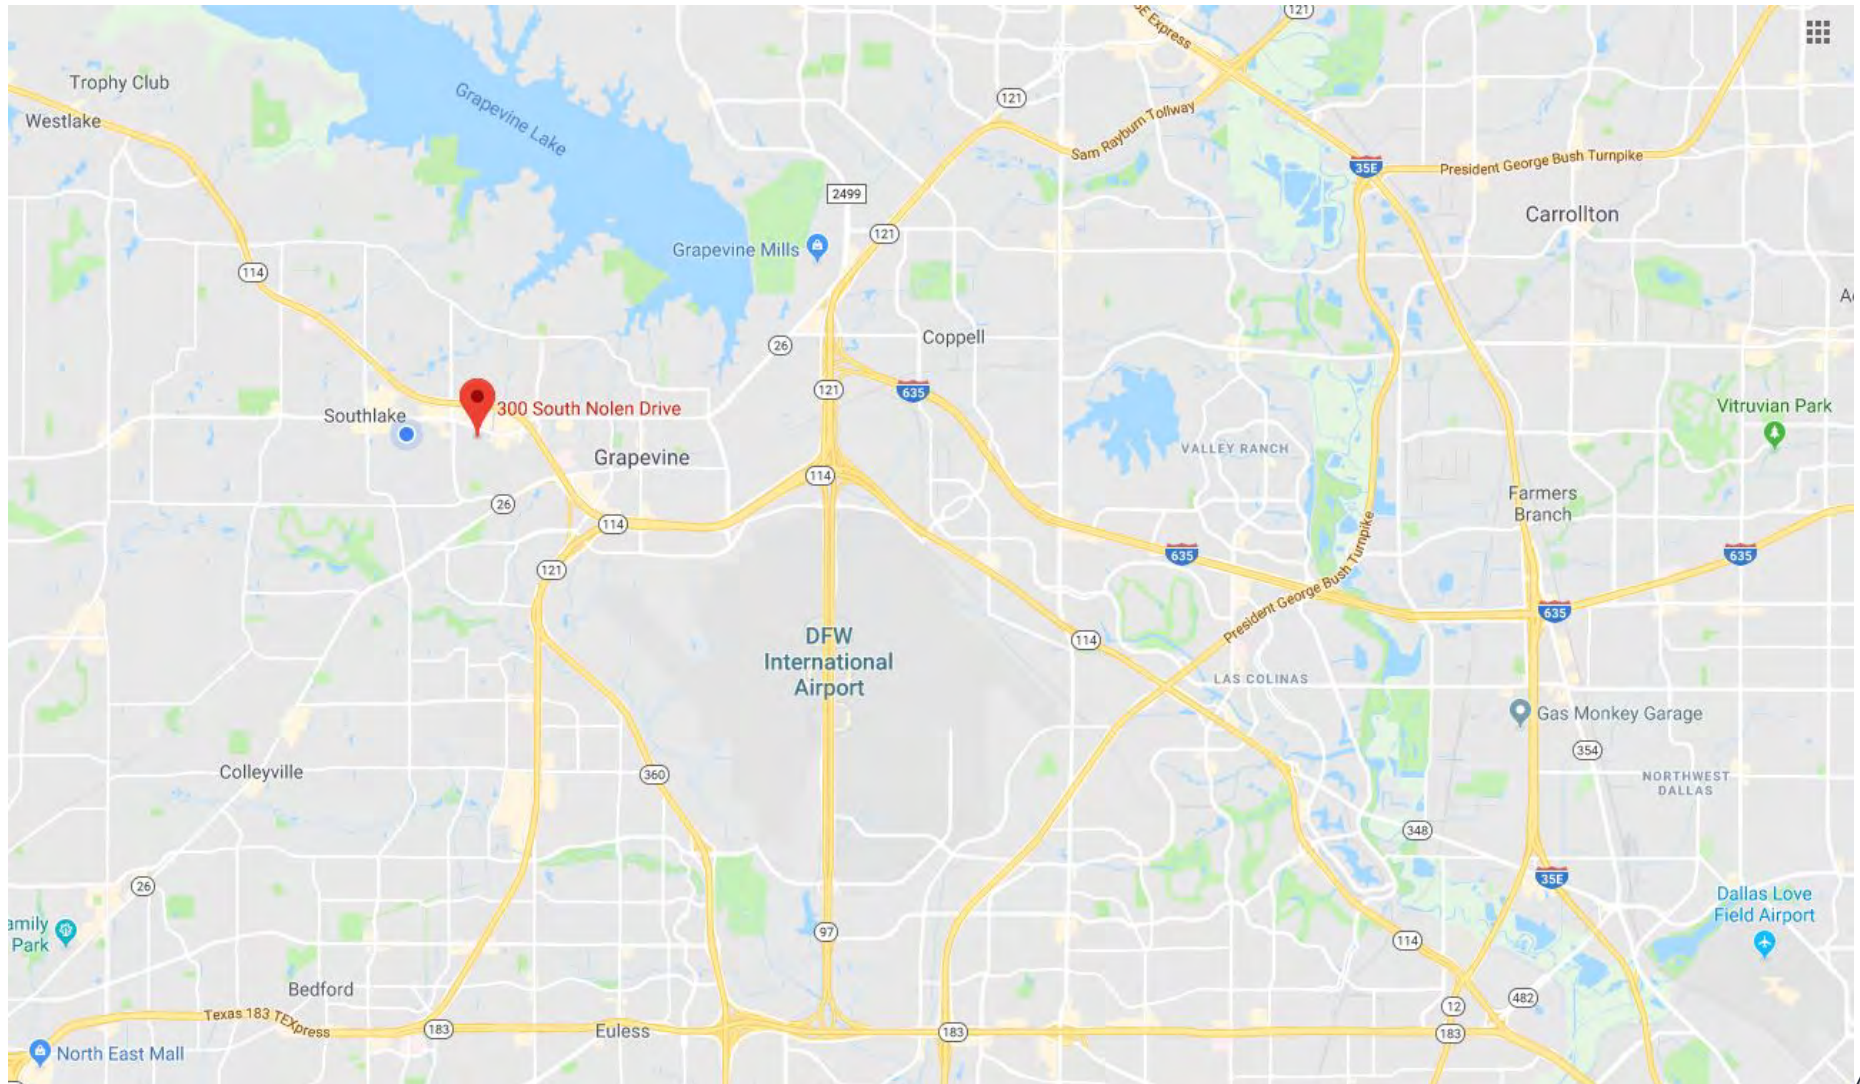 121
35E Express
Trophy Club
Grapevine Lake
121
Westlake
Sam Rayburn Tollway
35E
President George Bush Turnpike
2499
Carrollton
121
Grapevine Mills
114
Coppell
26
121
635
300 South Nolen Drive
Southlake
Vitruvian Park
VALLEY RANCH
Grapevine
114
Farmers
Branch
26
114
635
635
121
President George Bush Turnpike
635
DFW
International
Airport
114
LAS COLINAS
Gas Monkey Garage
354
Colleyville
360
NORTHWEST
DALLAS
348
35E
26
Dallas Love
Field Airport
amily
Park
97
114
Bedford
482
12
Texas 183 TEXpress
183
Euless
183
183
North East Mall